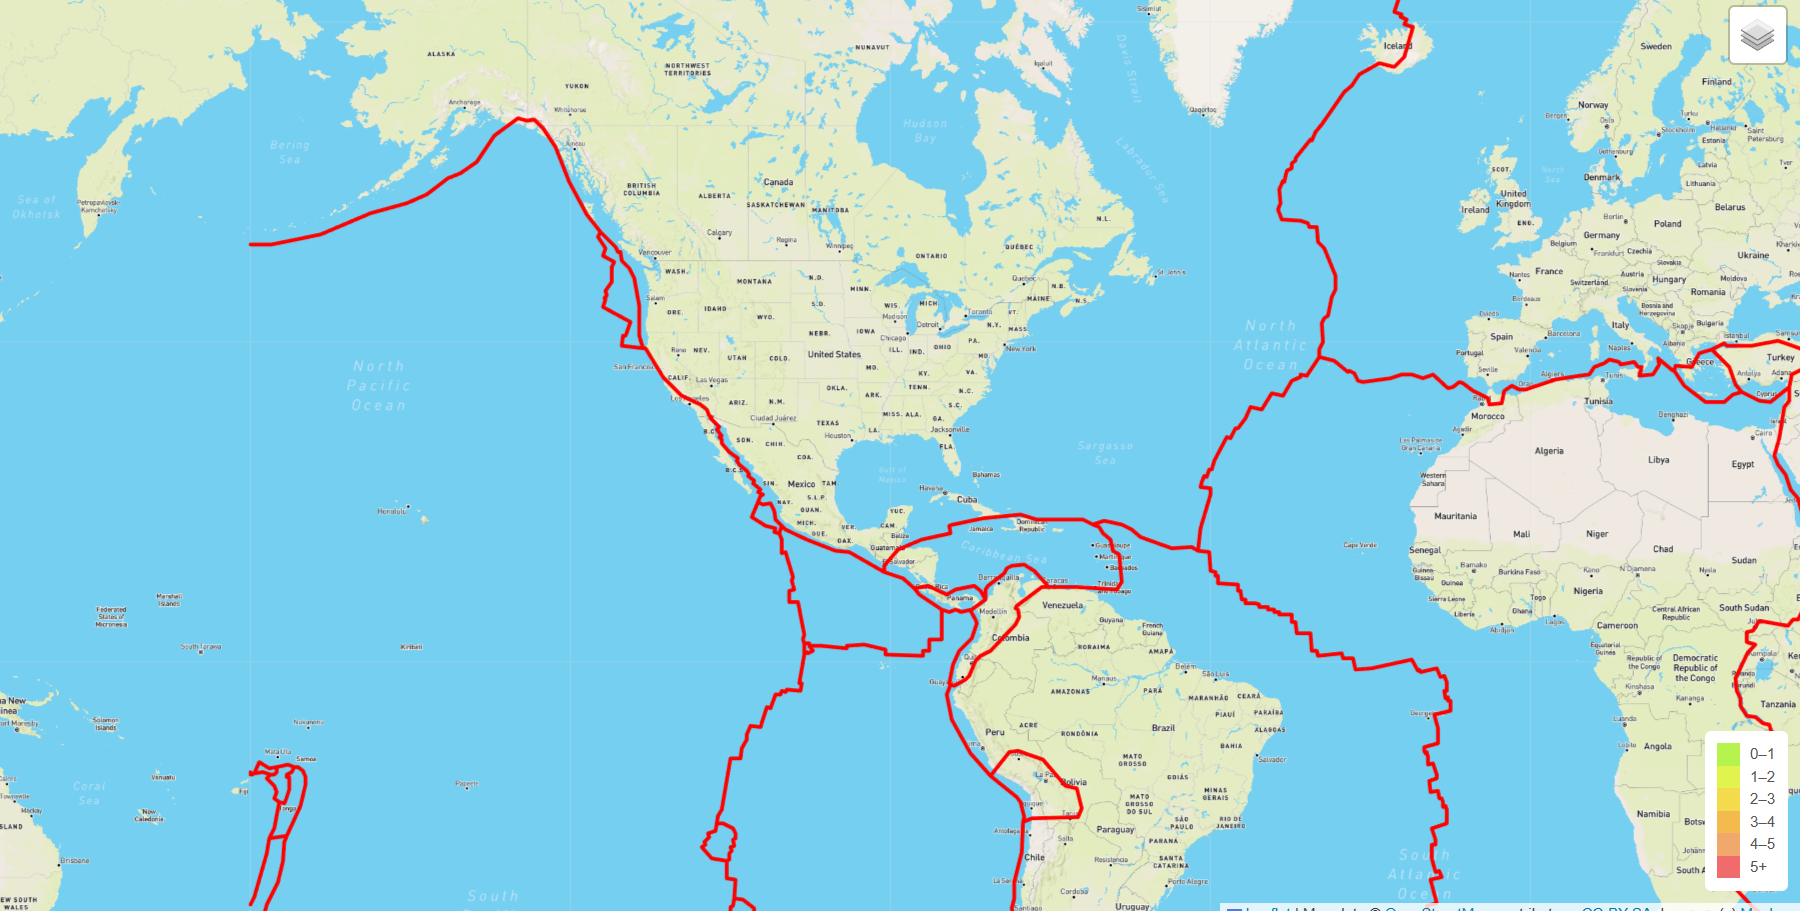 Sisimiut
Iceland
Sweden
ALASKA
NUNAVUT
Davis Strait
NORTHWEST
TERRITORIES
Iqaluit
Finland
YUKON
Anchorage
Whitehorse
Qaqortoq
Norway
Bergen
Oslo
Turku
Helsinki
Stockholm
Saint
Petersburg
Estonia
Hudson
Bay
Bering
Sea
Juneau
Labrador Sea
Gothenburg
Latvia
Tver
SCOT.
North
Sea
Denmark
Lithuania
BRITISH
COLUMBIA
ALBERTA
Canada
SASKATCHEWAN
MANITOBA
Sea of
Okhotsk
Petropavlovsk-
Kamchatsky
United
Kingdom
Ireland
ENG.
Belarus
Berlin
Poland
N.L.
Calgary
Regina
Winnipeg
Germany
Belgium
Frankfurt
Czechia
Slovakia
Ukraine
Vancouver
ONTARIO
QUÉBEC
WASH.
MONTANA
N.D.
MINN.
Quebec
N.B.
St. John's
Nantes
France
Austria
Hungary
Moldova
Switzerland
Slovenia
Romania
MAINE
N.S.
Salem
ORE.
IDAHO
WYO.
S.D.
WIS.
MICH.
Madison
Toronto
VT.
Bordeaux
Bosnia and
Herzegovina
Detroit
N.Y.
MASS.
Oviedo
Italy
Skopje
Bulgaria
Istanbul
Reno
NEV.
UTAH
COLO.
NEBR.
IOWA
Chicago
ILL.
IND.
OHIO
PA.
New York
Spain
Barcelona
Naples
Albania
Portugal
Valencia
Greece
Turkey
North
Atlantic
Ocean
North
Pacific
Ocean
San Francisco
CALIF.
Las Vegas
United States
MO.
KY.
VA.
MD.
Seville
Oran
Algiers
Tunis
Antalya
Adana
Cyprus
Los Angeles
ARIZ.
N.M.
OKLA.
ARK.
TENN.
N.C.
S.C.
Morocco
Tunisia
Ciudad Juárez
TEXAS
MISS.
ALA.
GA.
LA.
Jacksonville
Houston
Agadir
Benghazi
Cairo
SON.
CHIH.
COA.
FLA.
Sargasso
Sea
Las Palmas de
Gran Canaria
Algeria
Libya
Egypt
B.C.S.
SIN.
Mexico
TAM
Gulf of
Mexico
Bahamas
Western
Sahara
Honolulu
NAY.
S.L.P.
GUAN.
MICH.
GUE.
VER.
OAX.
YUC.
CAM.
Belize
Havana
Cuba
Jamaica
Dominican
Republic
Mauritania
Mali
Niger
Chad
Sudan
Guatemala
El Salvador
Caribbean Sea
Guadeloupe
Martinique
Barbados
Cape Verde
Senegal
Guinea-
Bissau
Bamako
Guinea
Burkina Faso
Kano
N'Djamena
Nyala
Costa Rica
Panama
Barranquilla
Caracas
Trinidad
and Tobago
Sierra Leone
Liberia
Togo
Ghana
Nigeria
Abidjan
Lagos
Marshall
Islands
Federated
States of
Micronesia
Medellín
Venezuela
Guyana
French
Guiana
Central African
Republic
South Sudan
Cameroon
South Tarawa
Kiribati
Colombia
RORAIMA
AMAPÁ
Equatorial
Guinea
Republic of
the Congo
Democratic
Republic of
the Congo
Kampala
Quito
Guayaquil
AMAZONAS
Manaus
PARÁ
Belém
São Luís
MARANHÃO
CEARÁ
Kinshasa
Kananga
Rwanda
Burundi
Tanzania
Solomon
Islands
Nukunonu
Port Moresby
Peru
ACRE
RONDÔNIA
Brazil
PIAUÍ
PARAÍBA
ALAGOAS
BAHIA
Luanda
Lobito
Angola
Mata-Utu
Samoa
Vanuatu
Coral
Sea
Cairns
Townsville
Mackay
New
Caledonia
Tonga
Papeete
La Paz
Bolivia
MATO
GROSSO
GOIÁS
Salvador
MATO
GROSSO
DO SUL
MINAS
GERAIS
Namibia
Iquique
Tarija
SÃO
PAULO
RIO DE
JANEIRO
Antofagasta
Salta
Paraguay
PARANÁ
Brisbane
Chile
Resistencia
SANTA
CATARINA
La Serena
Cordoba
Porto Alegre
NEW SOUTH
WALES
South
Santiago
Uruguay
South
Atlantic
Ocean
0–1
1–2
2–3
3–4
4–5
5+